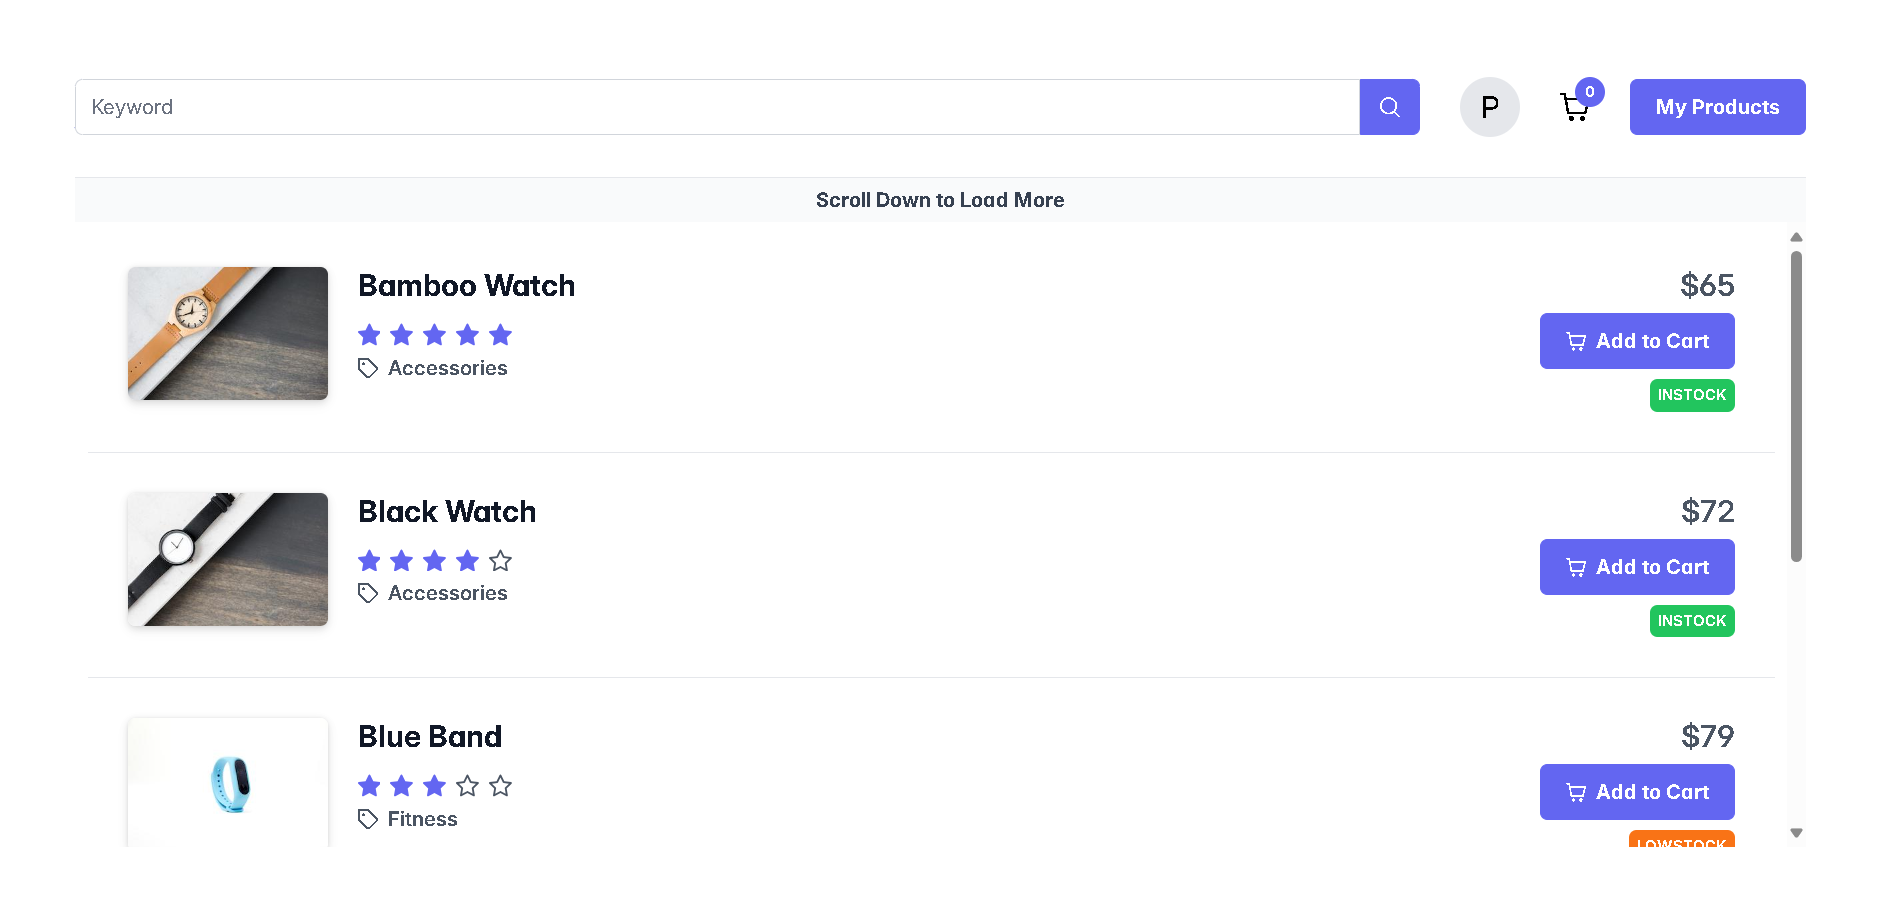 Keyword
P
0
My Products
Scroll Down to Load More
Bamboo Watch
$65
Add to Cart
Accessories
INSTOCK
Black Watch
$72
Add to Cart
Accessories
INSTOCK
Blue Band
$79
Add to Cart
Fitness
LOWSTOCK